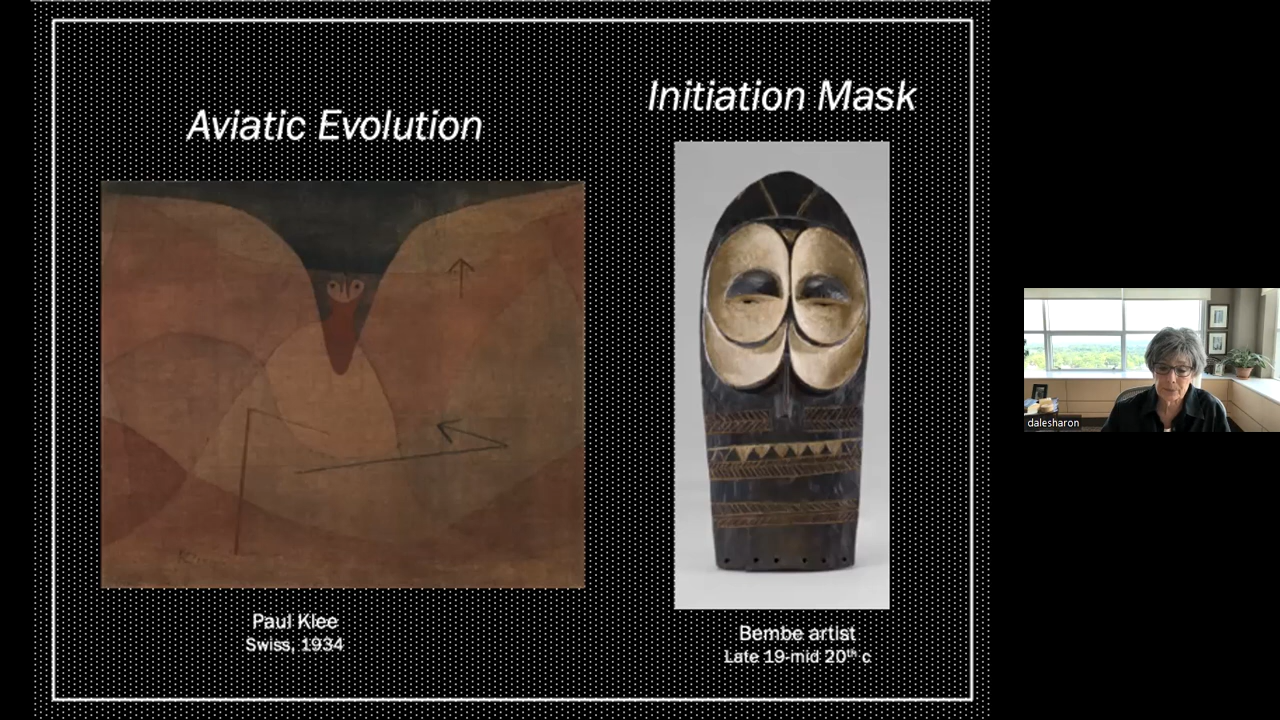 Aviatic Evolution
Initiation Mask
Paul Klee
Swiss, 1934
Bembe artist
Late 19-mid 20th c
dalesharon